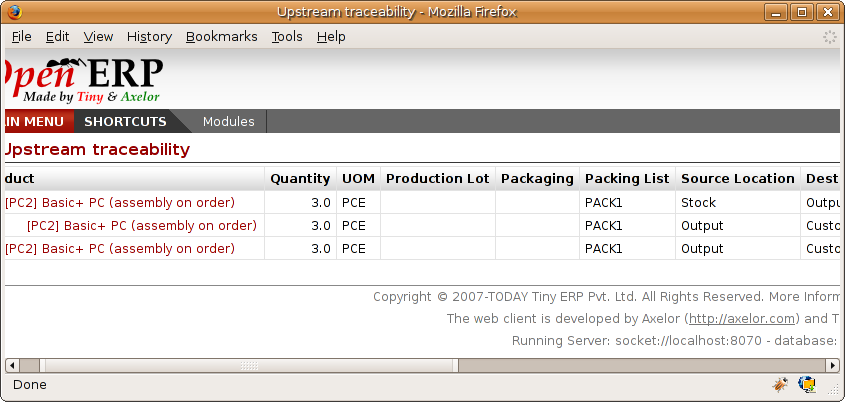 Upstream traceability - Mozilla Firefox
File Edit View History Bookmarks Tools Help
Open ERP
Made by Tiny & Axelor
AIN MENU SHORTCUTS Modules
Upstream traceability
duct Quantity UOM Production Lot Packaging Packing List Source Location Dest
[PC2] Basic+ PC (assembly on order) 3.0 PCE PACK1 Stock Outpu
[PC2] Basic+ PC (assembly on order) 3.0 PCE PACK1 Output Custo
[PC2] Basic+ PC (assembly on order) 3.0 PCE PACK1 Output Custo
Copyright © 2007-TODAY Tiny ERP Pvt. Ltd. All Rights Reserved. More Inform
The web client is developed by Axelor (http://axelor.com) and T
Running Server: socket://localhost:8070 - database:
Done